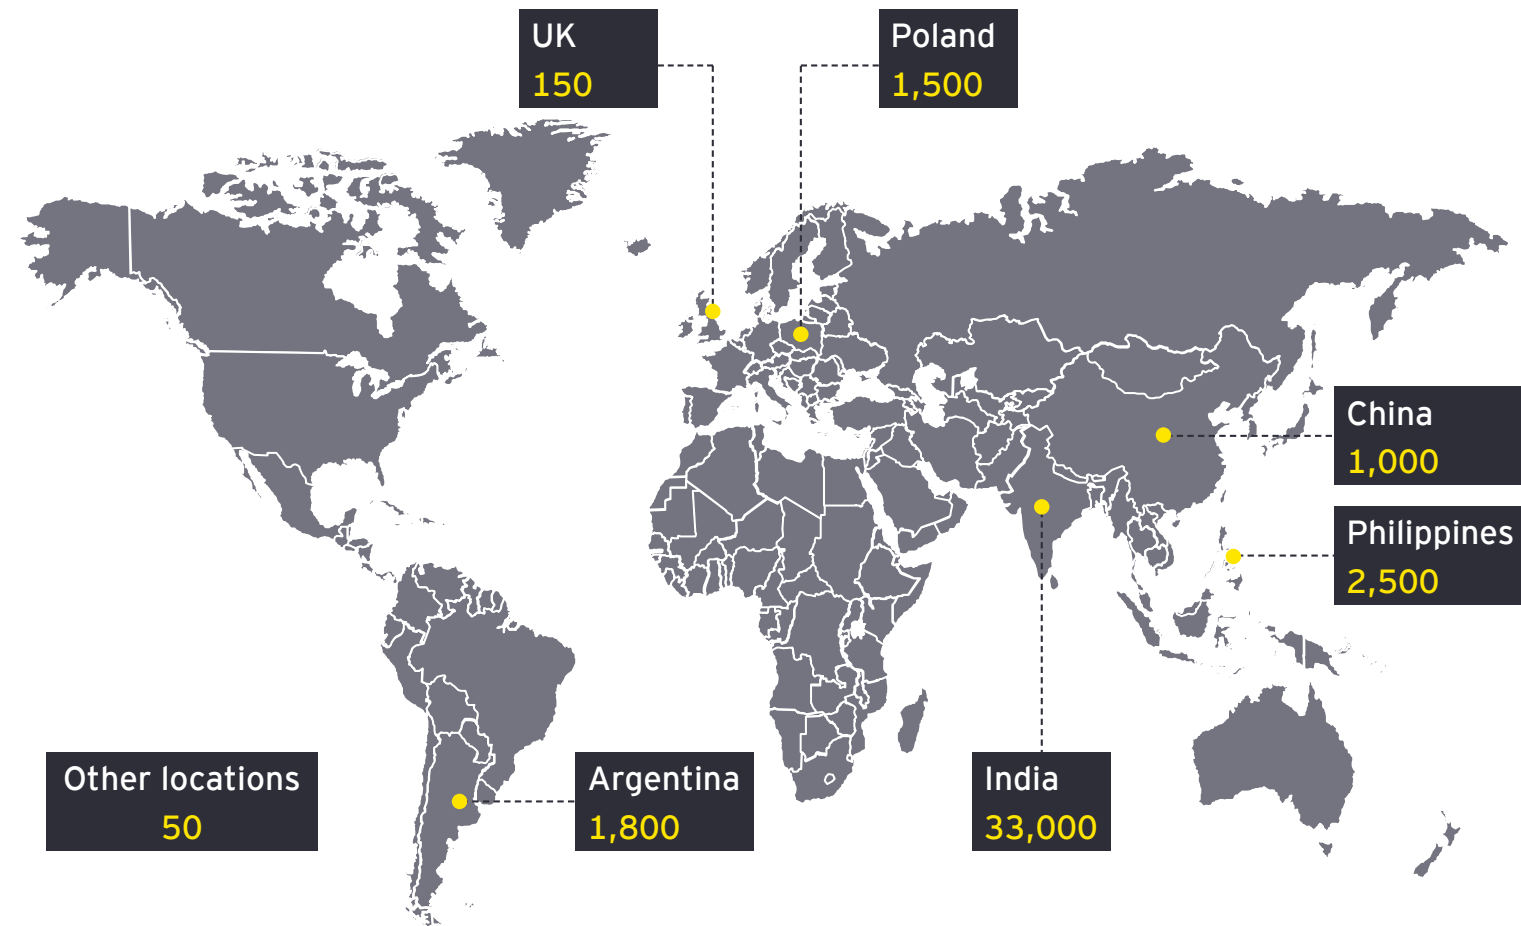 UK
150
Poland
1,500
China
1,000
Philippines
2,500
Other locations
50
Argentina
1,800
India
33,000